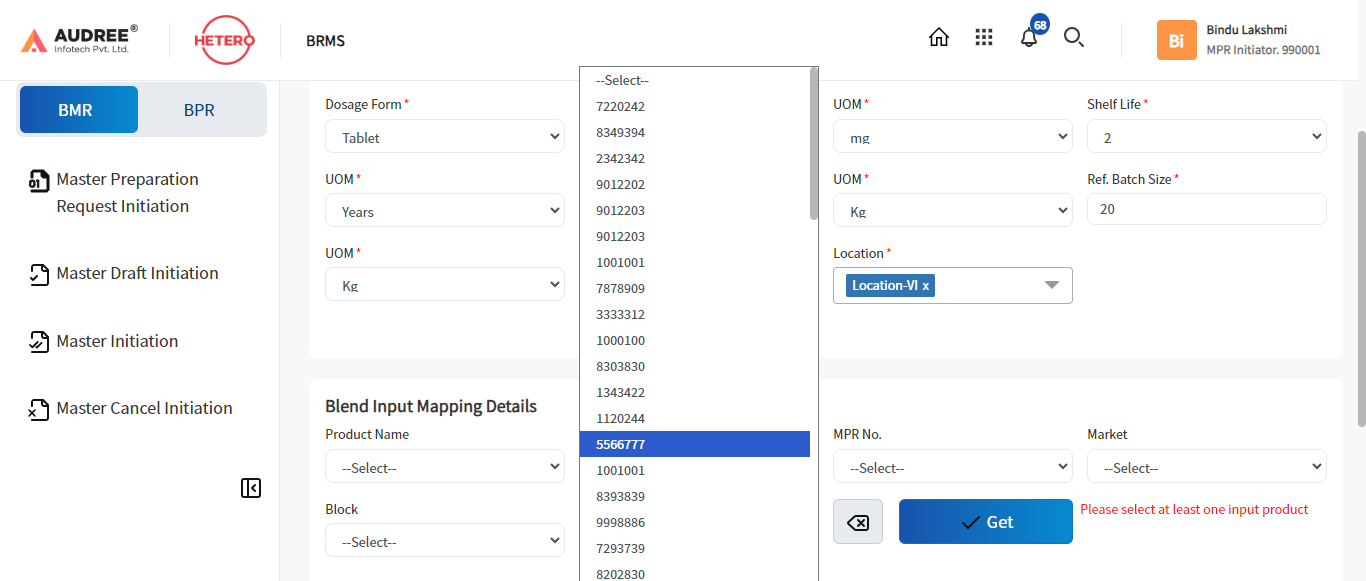 AUDREE®
Infotech Pvt. Ltd.
HETERO
BRMS
68
Bi
Bindu Lakshmi
MPR Initiator. 990001
BMR
BPR
01
Master Preparation
Request Initiation
Master Draft Initiation
Master Initiation
Master Cancel Initiation
Dosage Form *
Tablet
UOM *
Years
UOM *
Kg
--Select--
7220242
8349394
2342342
9012202
9012203
9012203
1001001
7878909
3333312
1000100
8303830
1343422
1120244
5566777
1001001
8393839
9998886
7293739
8202830
UOM *
mg
Shelf Life *
2
UOM *
Kg
Ref. Batch Size *
20
Location *
Location-VI x
Blend Input Mapping Details
Product Name
--Select--
MPR No.
--Select--
Market
--Select--
Block
--Select--
Get
Please select at least one input product